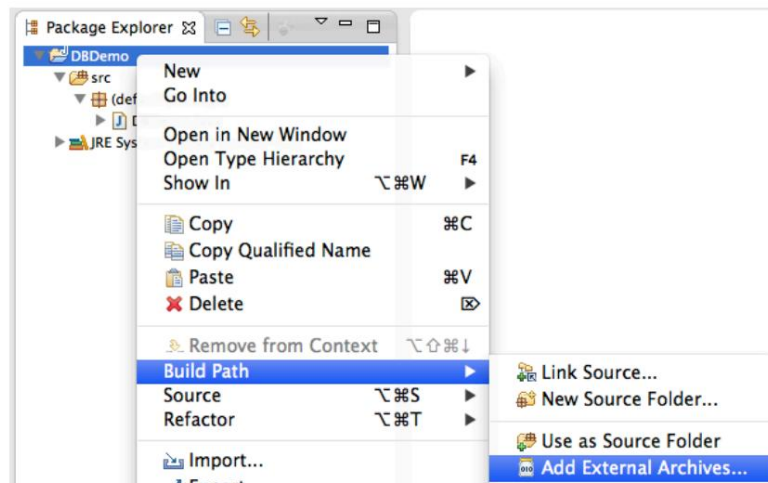 Package Explorer
DBDemo
src
(def
JRE Sys
New
Go Into
Open in New Window
Open Type Hierarchy F4
Show In ⌥⌘W
Copy ⌘C
Copy Qualified Name
Paste ⌘V
Delete ⌦
Remove from Context ⌥⇧⌘↓
Build Path
Source ⌥⌘S
Refactor ⌥⌘T
Import...
Link Source...
New Source Folder...
Use as Source Folder
Add External Archives...